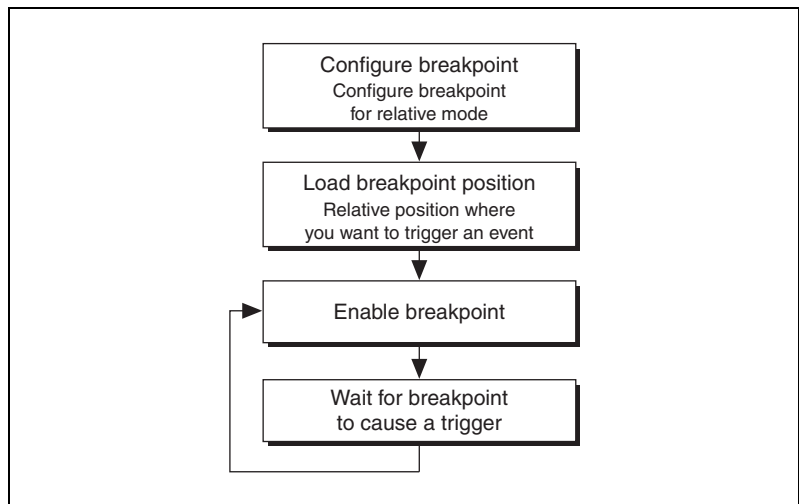 Configure breakpoint
Configure breakpoint
for relative mode
Load breakpoint position
Relative position where
you want to trigger an event
Enable breakpoint
Wait for breakpoint
to cause a trigger